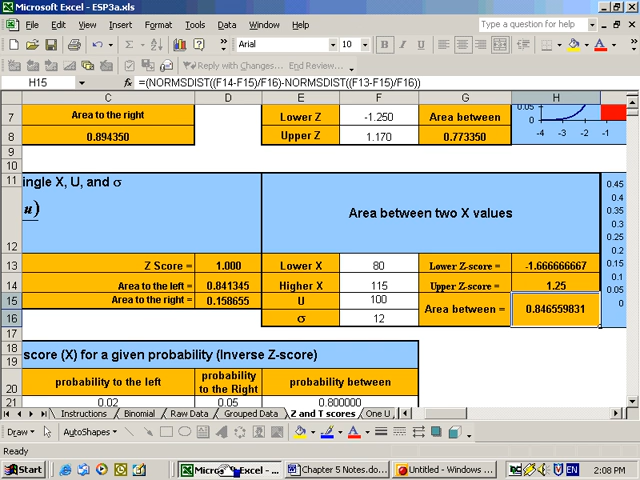 Microsoft Excel - ESP3a.xls
File Edit View Insert Format Tools Data Window Help
Type a question for help
Arial 10 B I U
Reply with Changes... End Review...
H15 =(NORMSDIST((F14-F15)/F16)-NORMSDIST((F13-F15)/F16))
C D E F G H
7 Area to the right Lower Z -1.250 Area between 0.05
8 0.894350 Upper Z 1.170 0.773350 0
-4 -3 -2 -1
9
10
11 ingle X, U, and σ 0.45
0.4
u) Area between two X values 0.35
0.3
12 0.25
13 Z Score = 1.000 Lower X 80 Lower Z-score = -1.666666667 0.2
0.15
14 Area to the left = 0.841345 Higher X 115 Upper Z-score = 1.25 0.1
15 Area to the right = 0.158655 U 100 Area between = 0.846559831 0.05
0
16 σ 12
17
18 score (X) for a given probability (Inverse Z-score)
19
20 probability to the left probability to the Right probability between
21 0.02 0.05 0.800000
Instructions Binomial Raw Data Grouped Data Z and T scores One U
Draw AutoShapes
Ready
Start Microsoft Excel - ... Chapter 5 Notes.do... Untitled - Windows ... EN 2:08 PM